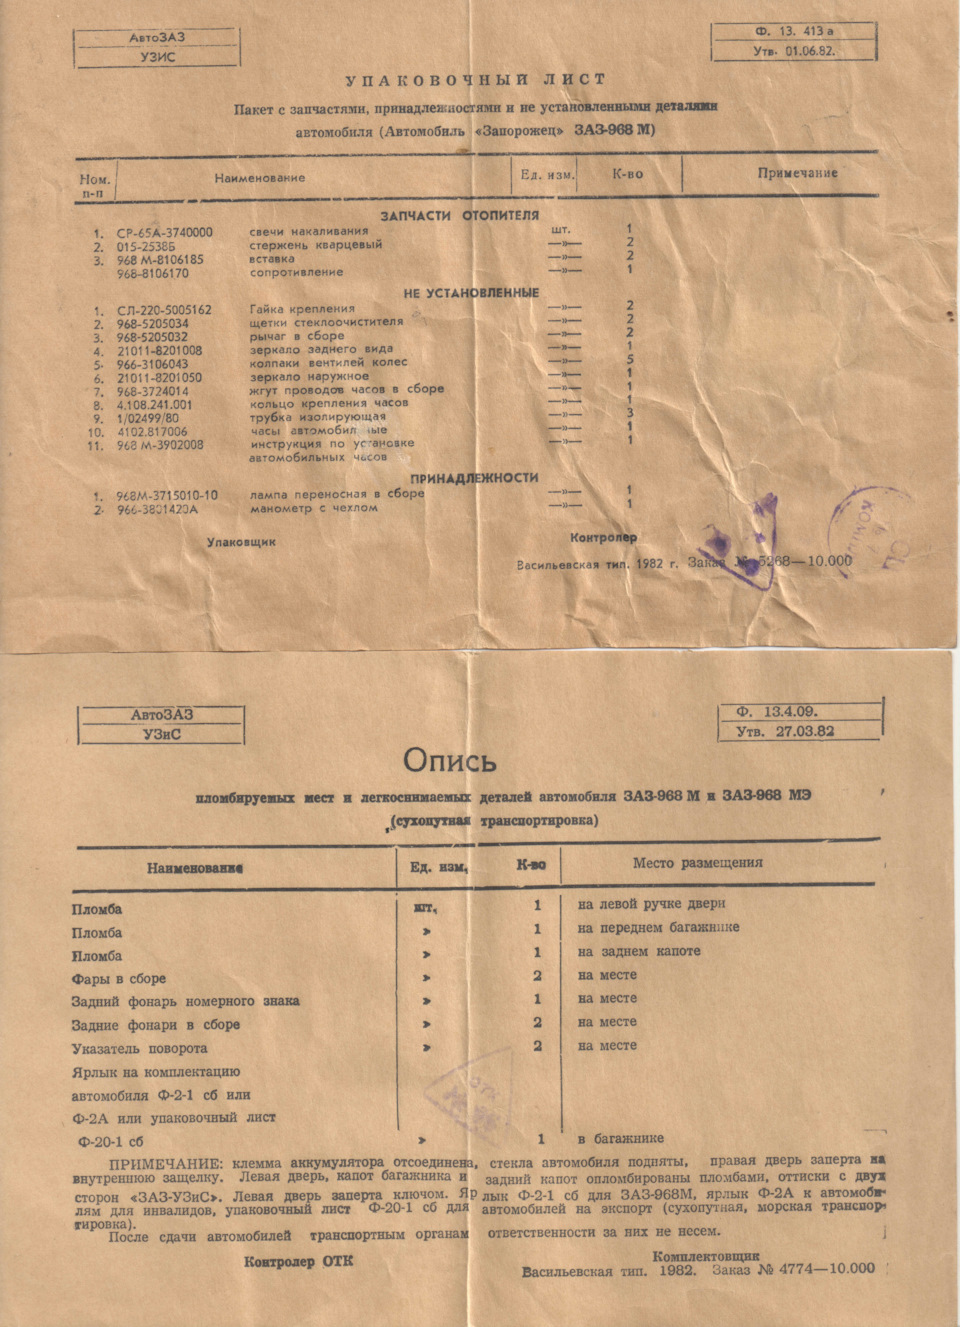 АвтоЗАЗ
УЗИС
Ф. 13. 413 а
Утв. 01.06.82.
УПАКОВОЧНЫЙ ЛИСТ
Пакет с запчастями, принадлежностями и не установленными деталями
автомобиля (Автомобиль «Запорожец» ЗАЗ-968 М)
Ном. п-п Наименование Ед. изм. К-во Примечание
ЗАПЧАСТИ ОТОПИТЕЛЯ
1. СР-65А-3740000 свечи накаливания шт. 1
2. 015-2538Б стержень кварцевый —»— 2
3. 968 М-8106185 вставка —»— 2
968-8106170 сопротивление —»— 1
НЕ УСТАНОВЛЕННЫЕ
1. СЛ-220-5005162 Гайка крепления —»— 2
2. 968-5205034 щетки стеклоочистителя —»— 2
3. 968-5205032 рычаг в сборе —»— 2
4. 21011-8201008 зеркало заднего вида —»— 1
5. 966-3106043 колпаки вентилей колес —»— 5
6. 21011-8201050 зеркало наружное —»— 1
7. 968-3724014 жгут проводов часов в сборе —»— 1
8. 4.108.241.001 кольцо крепления часов —»— 1
9. 1/02499/80 трубка изолирующая —»— 3
10. 4102.817006 часы автомобил ные —»— 1
11. 968 М-3902008 инструкция по установке —»— 1
автомобильных часов
ПРИНАДЛЕЖНОСТИ
1. 968М-3715010-10 лампа переносная в сборе —»— 1
2. 966-3801420А манометр с чехлом —»— 1
Упаковщик Контролер
Васильевская тип. 1982 г. Заказ № 5268—10.000
АвтоЗАЗ
УЗиС
Ф. 13.4.09.
Утв. 27.03.82
Опись
пломбируемых мест и легкоснимаемых деталей автомобиля ЗАЗ-968 М и ЗАЗ-968 МЭ
(сухопутная транспортировка)
Наименование Ед. изм. К-во Место размещения
Пломба шт. 1 на левой ручке двери
Пломба » 1 на переднем багажнике
Пломба » 1 на заднем капоте
Фары в сборе » 2 на месте
Задний фонарь номерного знака » 1 на месте
Задние фонари в сборе » 2 на месте
Указатель поворота » 2 на месте
Ярлык на комплектацию
автомобиля Ф-2-1 сб или
Ф-2А или упаковочный лист
Ф-20-1 сб » 1 в багажнике
ОТК
ПРИМЕЧАНИЕ: клемма аккумулятора отсоединена, стекла автомобиля подняты, правая дверь заперта на
внутреннюю защелку. Левая дверь, капот багажника и задний капот опломбированы пломбами, оттиски с двух
сторон «ЗАЗ-УЗиС». Левая дверь заперта ключом. Яр лык Ф-2-1 сб для ЗАЗ-968М, ярлык Ф-2А к автомоби-
лям для инвалидов, упаковочный лист Ф-20-1 сб для автомобилей на экспорт (сухопутная, морская транспор-
тировка).
После сдачи автомобилей транспортным органам ответственности за них не несем.
Контролер ОТК Комплектовщик
Васильевская тип. 1982. Заказ № 4774—10.000